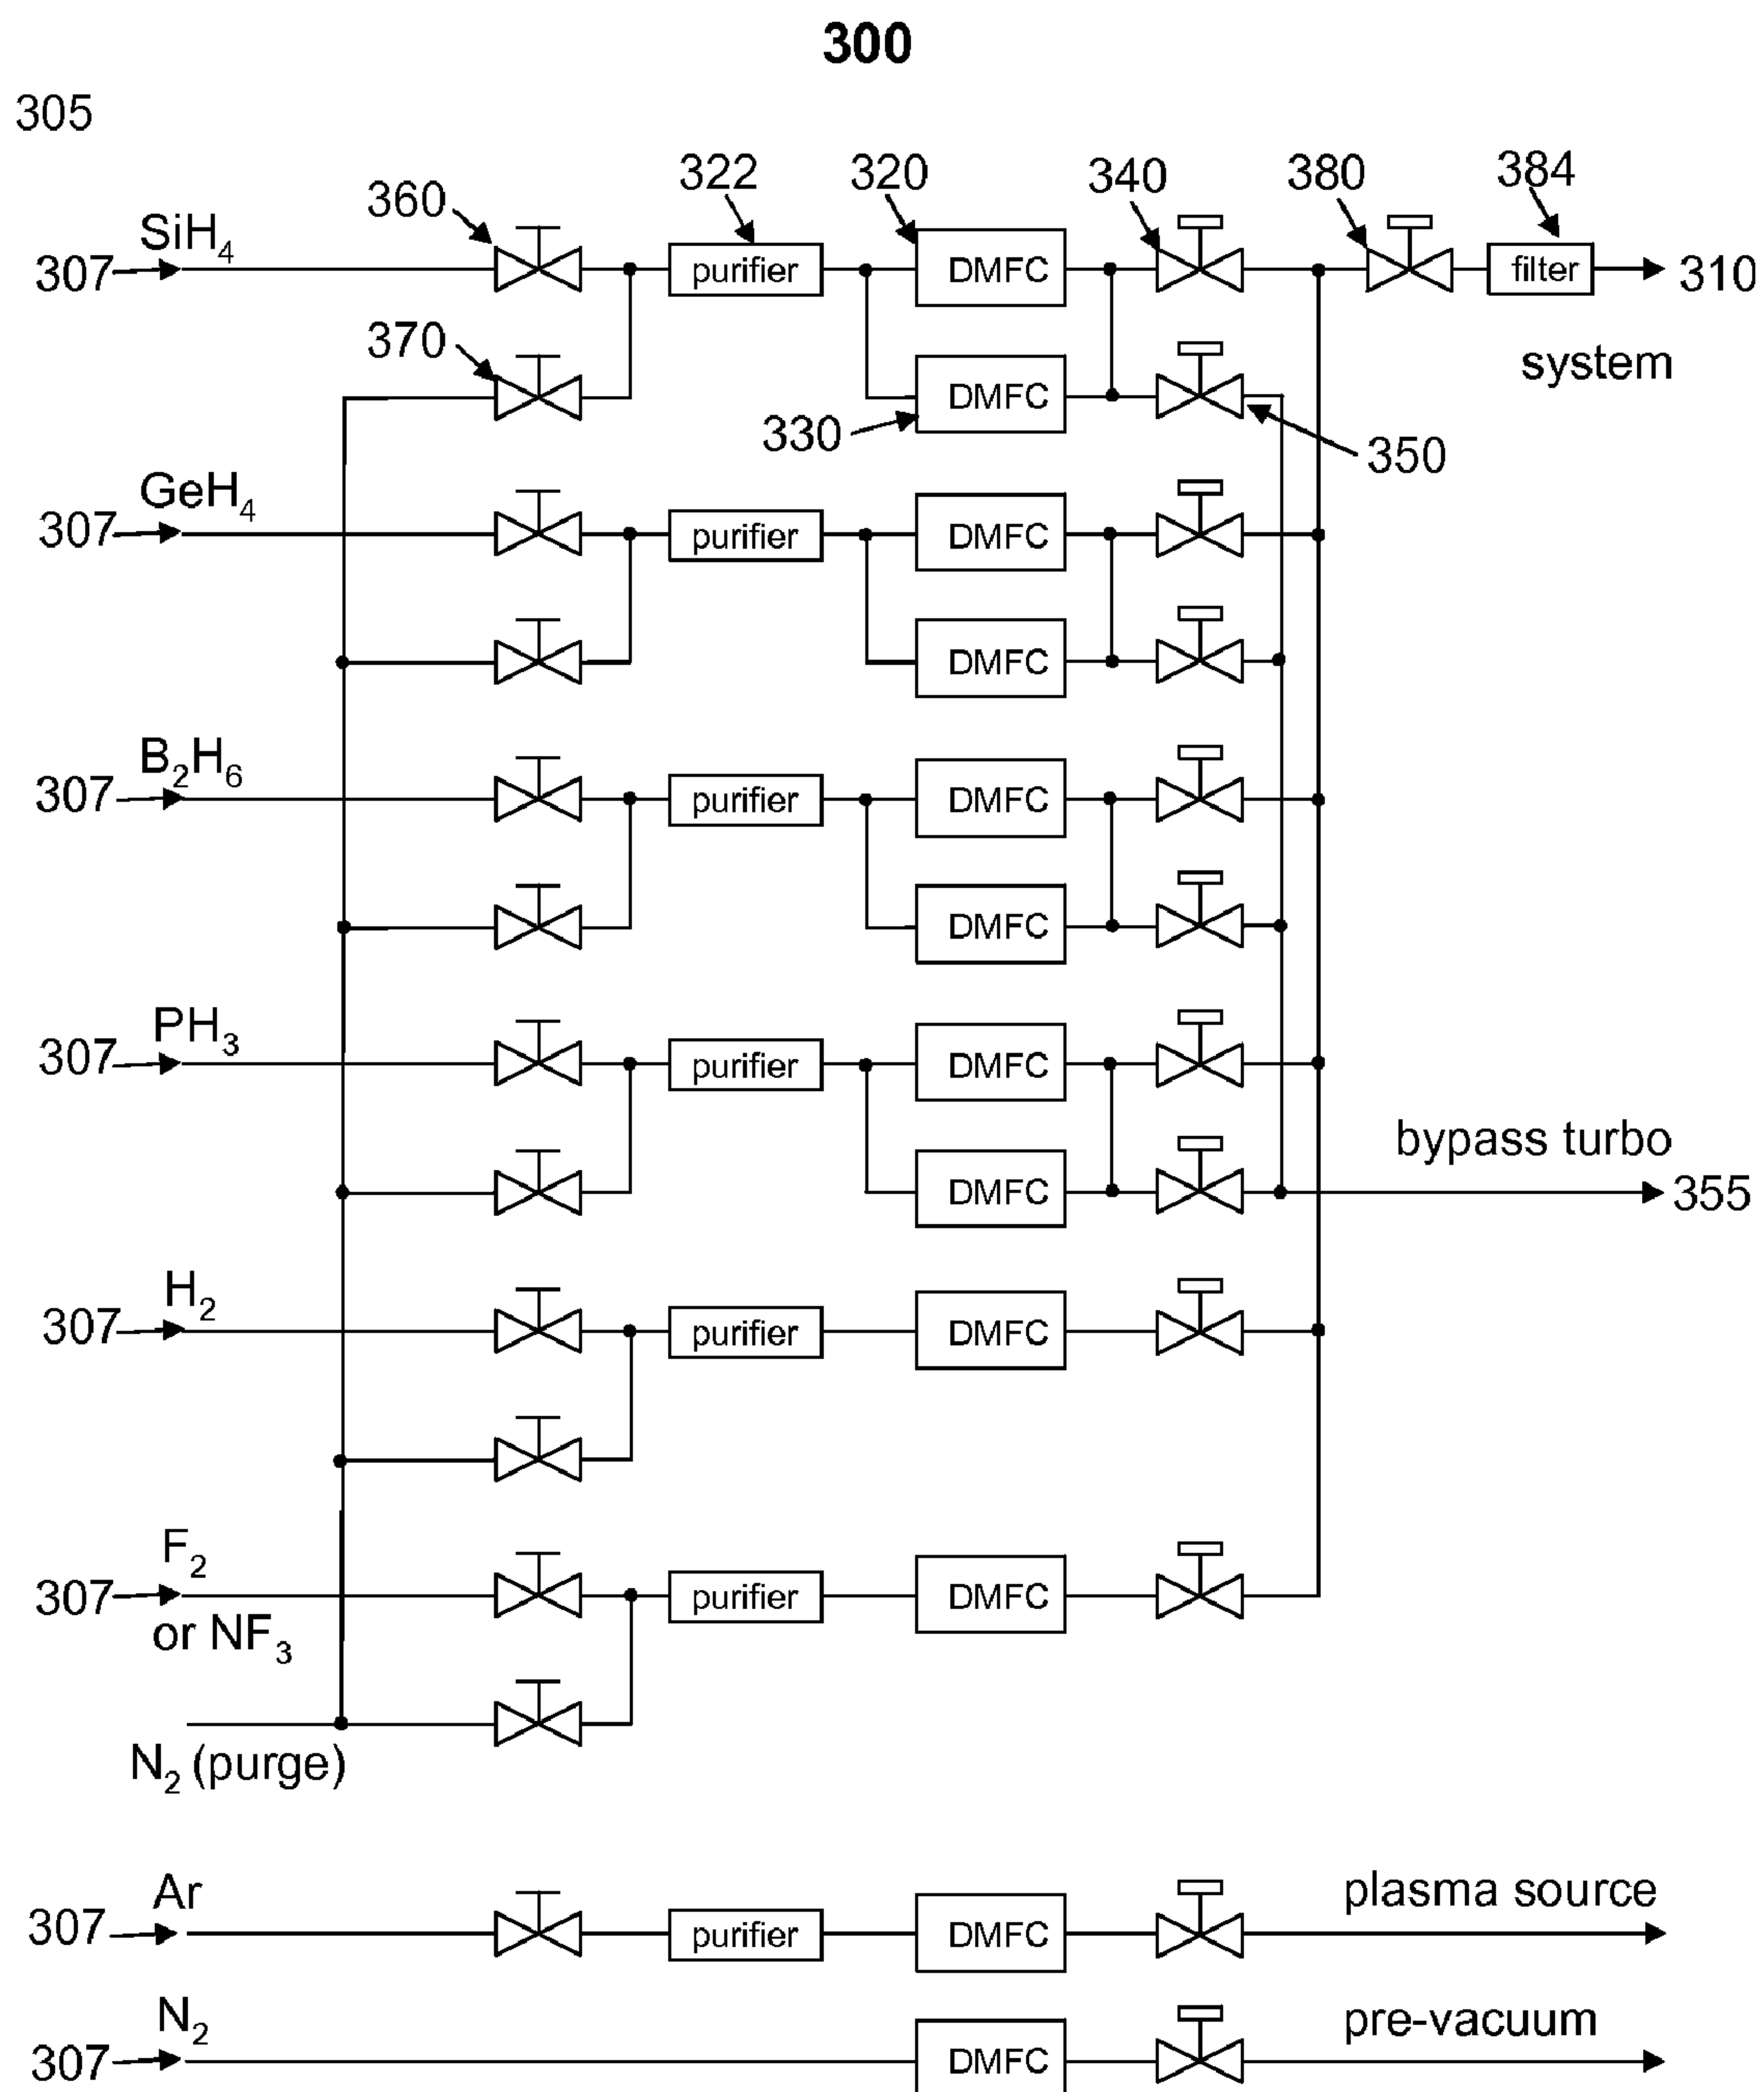 300
305
360 322 320 340 380 384
SiH4
307 purifier DMFC filter 310
370 DMFC system
330 350
GeH4
307 purifier DMFC
DMFC
B2H6
307 purifier DMFC
DMFC
PH3
307 purifier DMFC
bypass turbo
DMFC 355
H2
307 purifier DMFC
F2
307 purifier DMFC
or NF3
N2 (purge)
Ar plasma source
307 purifier DMFC
N2 pre-vacuum
307 DMFC